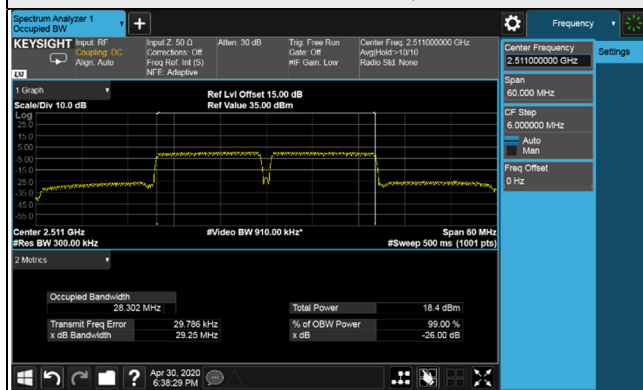 Spectrum Analyzer 1
Occupied BW
Frequency
KEYSIGHT
Input: RF
Coupling: DC
Align: Auto
Input Z: 50 Ω
Corrections: Off
Freq Ref: Int (S)
NFE: Adaptive
Atten: 30 dB
Trig: Free Run
Gate: Off
#IF Gain: Low
Center Freq: 2.511000000 GHz
Avg|Hold:>10/10
Radio Std: None
LXI
Center Frequency
2.511000000 GHz
Settings
Span
60.000 MHz
CF Step
6.000000 MHz
Auto
Man
Freq Offset
0 Hz
1 Graph
Scale/Div 10.0 dB
Ref Lvl Offset 15.00 dB
Ref Value 35.00 dBm
Log
25.0
15.0
5.00
-5.00
-15.0
-25.0
-35.0
-45.0
-55.0
Center 2.511 GHz
#Res BW 300.00 kHz
#Video BW 910.00 kHz*
Span 60 MHz
#Sweep 500 ms (1001 pts)
2 Metrics
Occupied Bandwidth
28.302 MHz
Total Power
18.4 dBm
Transmit Freq Error
29.786 kHz
% of OBW Power
99.00 %
x dB Bandwidth
29.25 MHz
x dB
-26.00 dB
Apr 30, 2020
6:38:29 PM